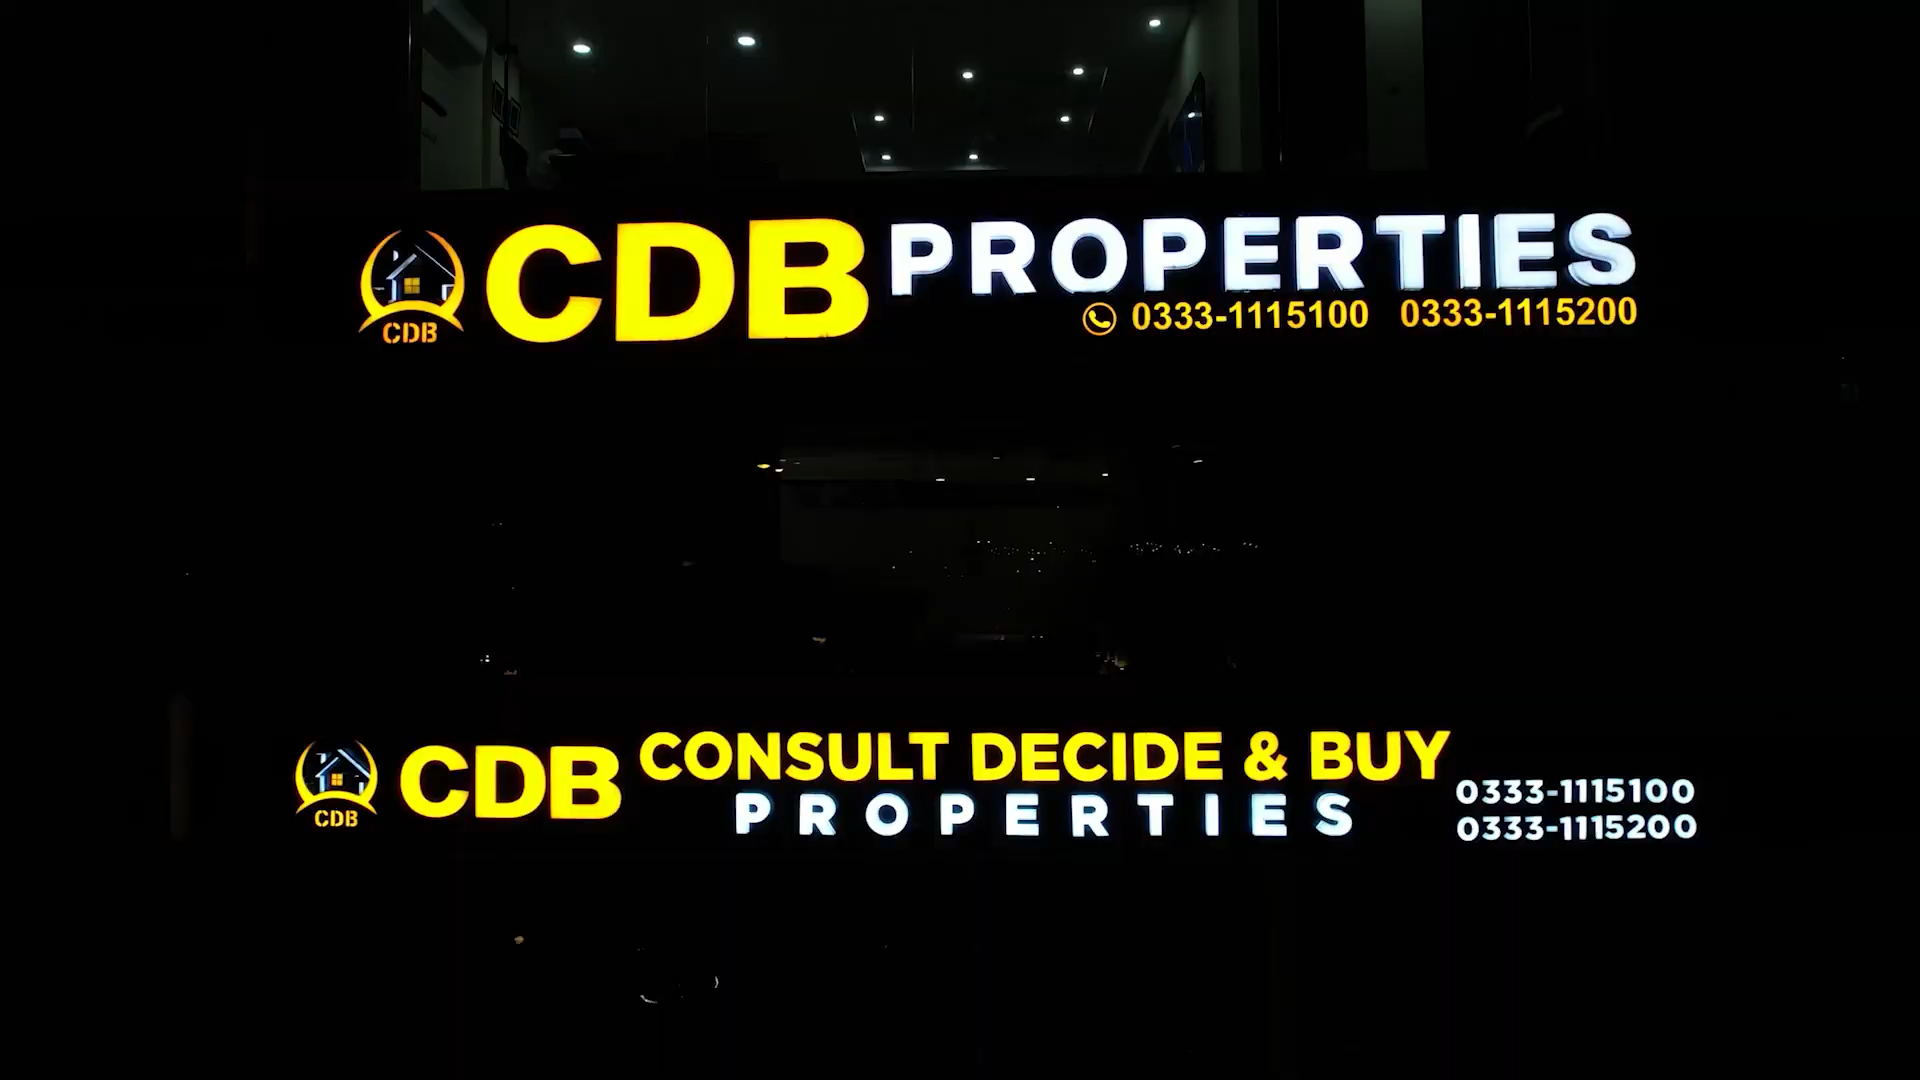 CDB PROPERTIES
CDB
0333-1115100 0333-1115200
CDB CONSULT DECIDE & BUY
PROPERTIES
CDB
0333-1115100
0333-1115200